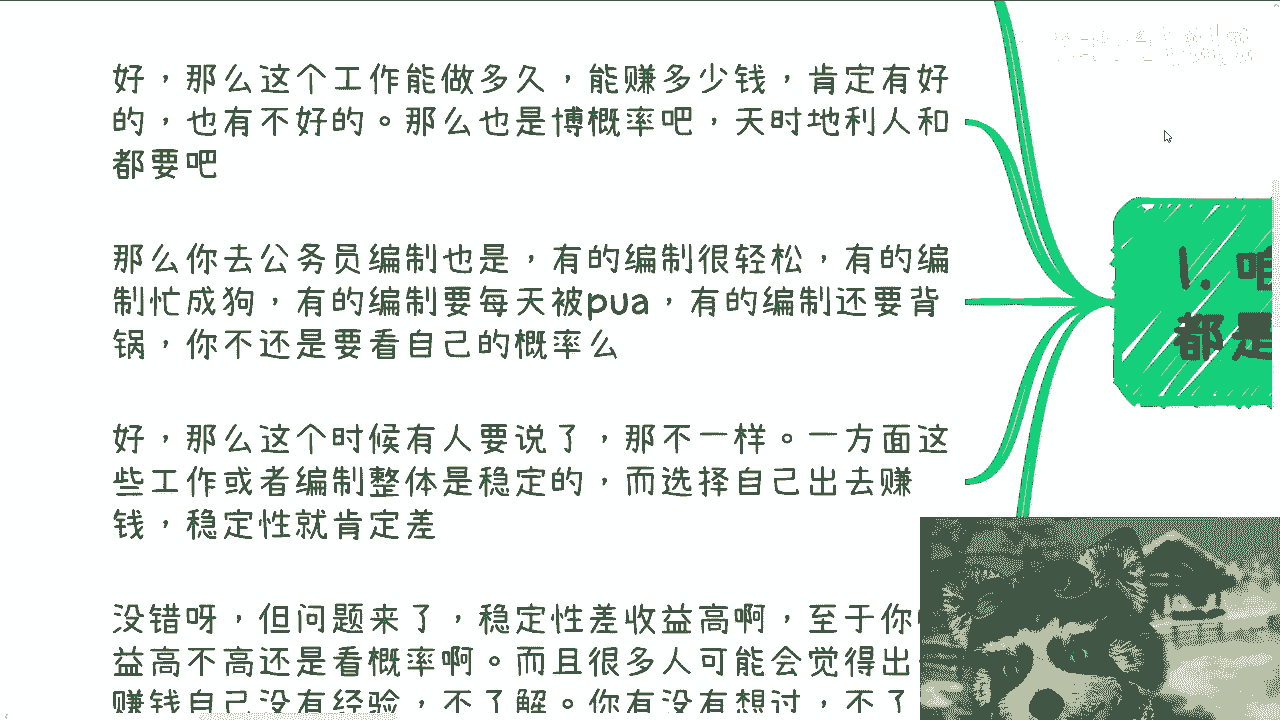 好，那么这个工作能做多久，能赚多少钱，肯定有好
的，也有不好的。那么也是博概率吧，天时地利人和
都要吧
那么你去公务员编制也是，有的编制很轻松，有的编
制忙成狗，有的编制要每天被pua，有的编制还要背
锅，你不还是要看自己的概率么
好，那么这个时候有人要说了，那不一样。一方面这
些工作或者编制整体是稳定的，而选择自己出去赚
钱，稳定性就肯定差
没错呀，但问题来了，稳定性差收益高啊，至于你
益高不高还是看概率啊。而且很多人可能会觉得出
赚钱自己没有经验，不了解。你有没有想过，不了
1. 咱
都是